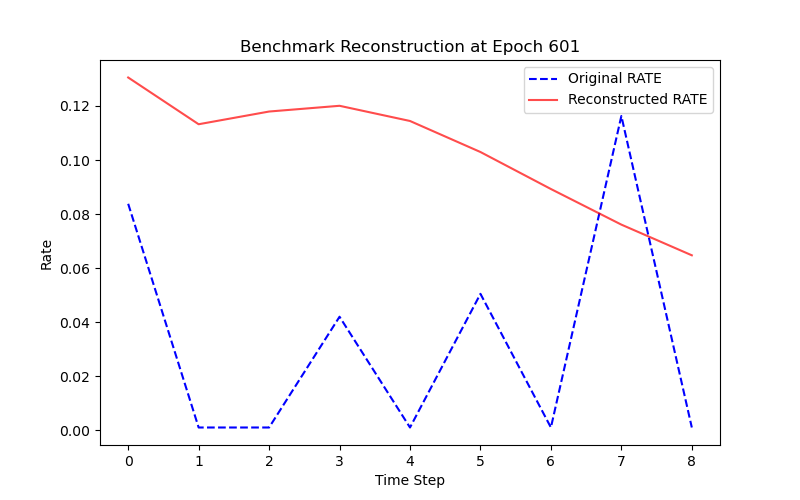 Benchmark Reconstruction at Epoch 601
Original RATE
Reconstructed RATE
0.12
0.10
0.08
0.06
0.04
0.02
0.00
Rate
0 1 2 3 4 5 6 7 8
Time Step